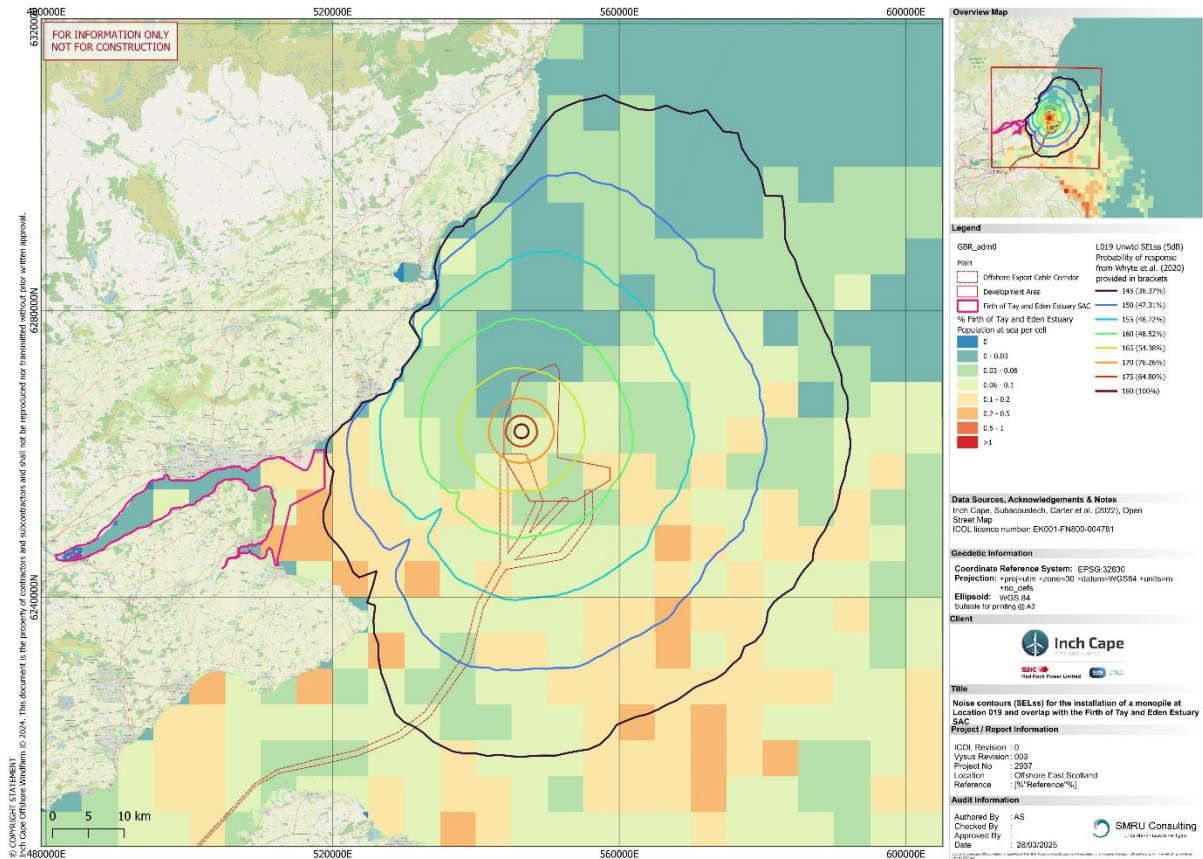 480000E
520000E
560000E
600000E
6320000N
FOR INFORMATION ONLY
NOT FOR CONSTRUCTION
6280000N
6240000N
0 5 10 km
480000E
520000E
560000E
600000E
© COPYRIGHT STATEMENT
Inch Cape Offshore Windfarm © 2024. This document is the property of contractors and subcontractors and shall not be reproduced nor transmitted without prior written approval.
Overview Map
Legend
GBR_adm0
Main
Offshore Export Cable Corridor
Development Area
Firth of Tay and Eden Estuary SAC
% Firth of Tay and Eden Estuary
Population at sea per cell
0
0 - 0.03
0.03 - 0.06
0.06 - 0.1
0.1 - 0.2
0.2 - 0.5
0.5 - 1
>1
L019 Unwtd SELss (5dB)
Probability of response
from Whyte et al. (2020)
provided in brackets
145 (36.37%)
150 (47.31%)
155 (48.72%)
160 (48.52%)
165 (54.38%)
170 (76.26%)
175 (64.80%)
180 (100%)
Data Sources, Acknowledgements & Notes
Inch Cape, Subacoustech, Carter et al. (2022), Open
Street Map
ICOL licence number: EK001-FN800-004781
Geodetic Information
Coordinate Reference System: EPSG:32630
Projection: +proj=utm +zone=30 +datum=WGS84 +units=m
+no_defs
Ellipsoid: WGS 84
Suitable for printing @ A3
Client
Inch Cape
SDIC
Red Rock Power Limited
Title
Noise contours (SELss) for the installation of a monopile at
Location 019 and overlap with the Firth of Tay and Eden Estuary
SAC
Project / Report Information
ICOL Revision : 0
Vysus Revision : 003
Project No : 2937
Location : Offshore East Scotland
Reference : [%"Reference"%]
Audit Information
Authored By : AS
Checked By :
Approved By :
Date : 28/03/2025
SMRU Consulting